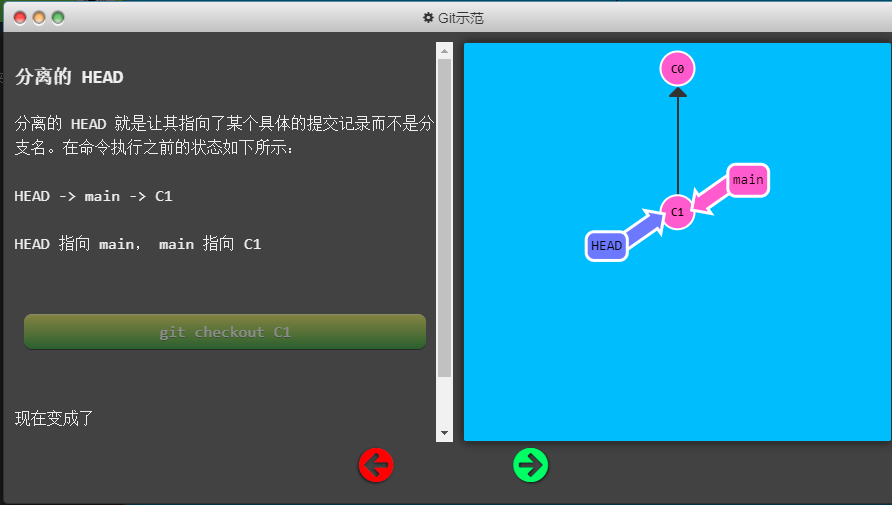 Git示范
分离的 HEAD
分离的 HEAD 就是让其指向了某个具体的提交记录而不是分
支名。在命令执行之前的状态如下所示：
HEAD -> main -> C1
HEAD 指向 main， main 指向 C1
git checkout C1
现在变成了
C0
main
C1
HEAD